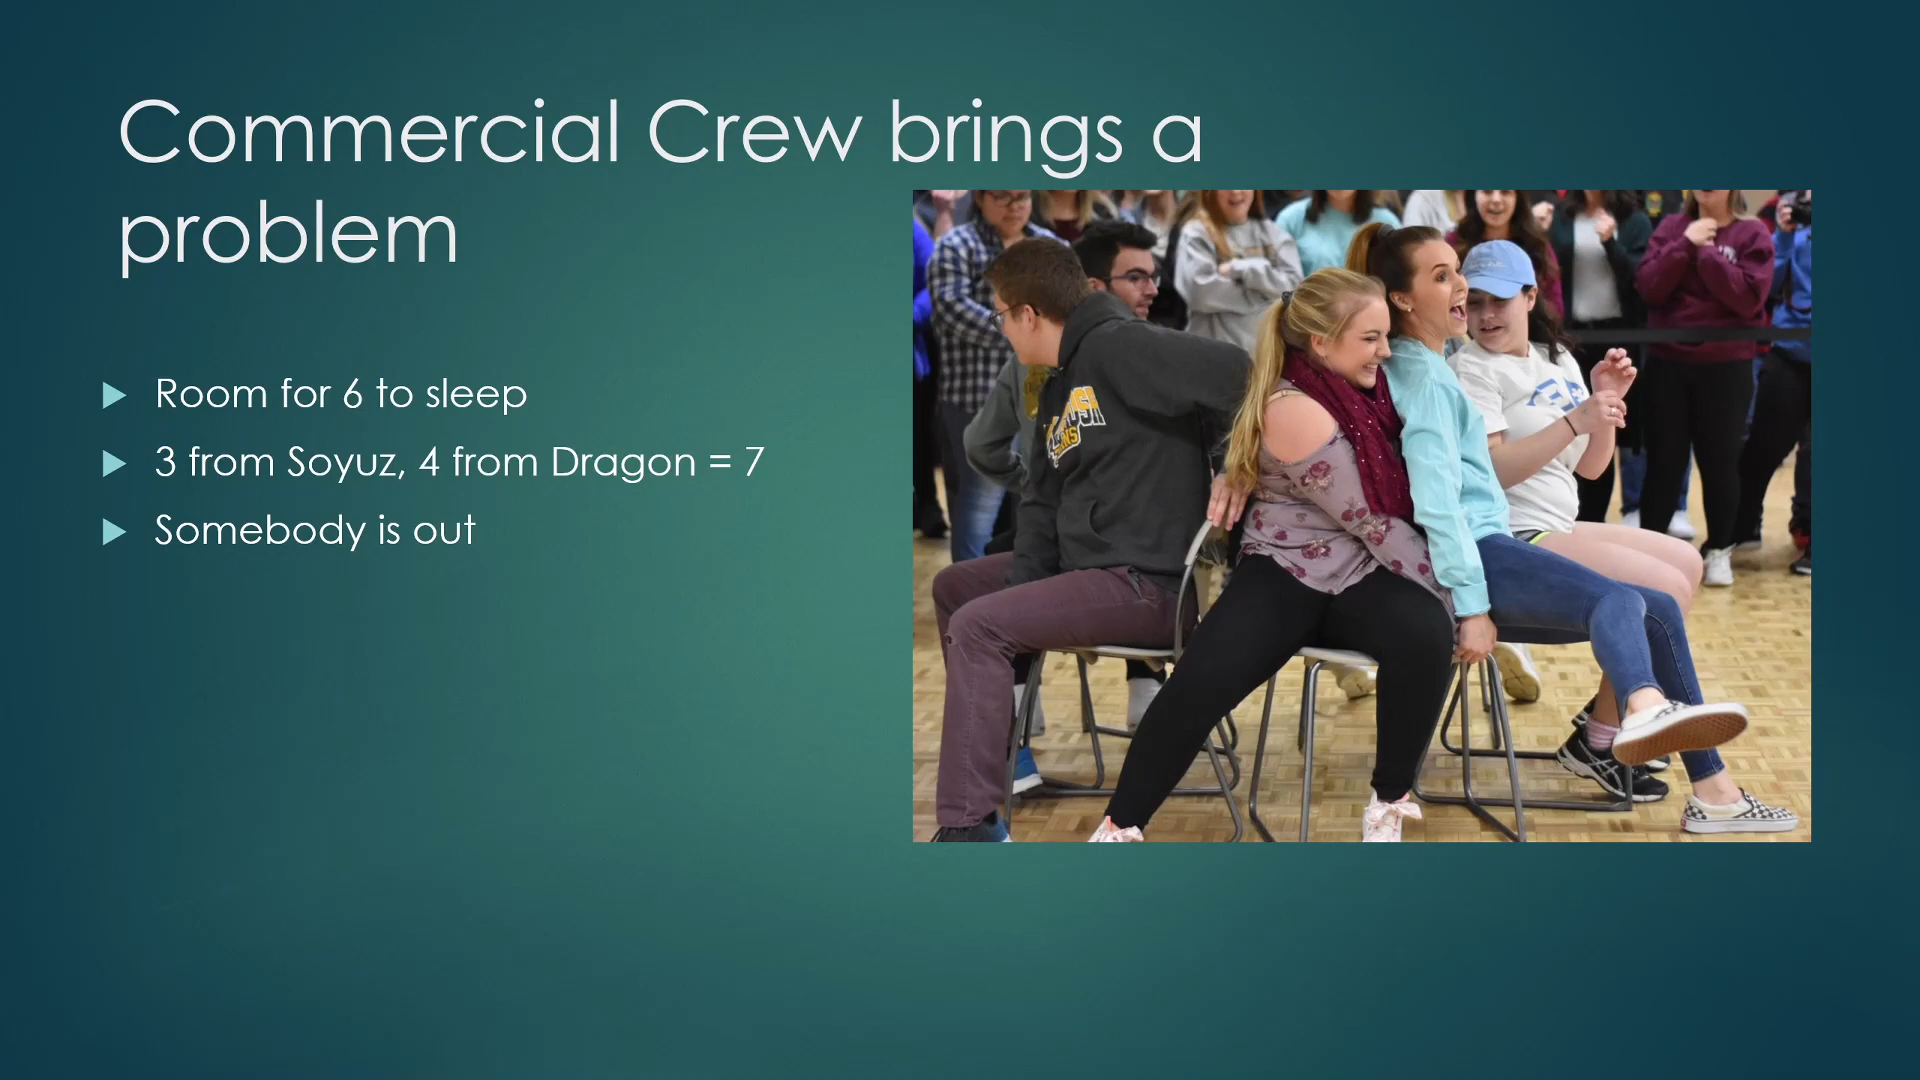 Commercial Crew brings a
problem
Room for 6 to sleep
3 from Soyuz, 4 from Dragon = 7
Somebody is out